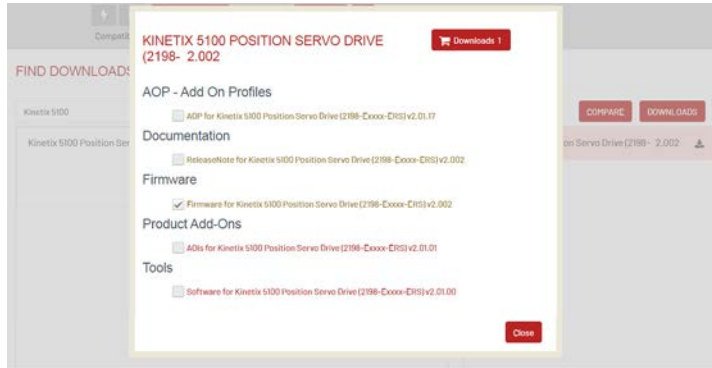 Compatib
FIND DOWNLOADS
Kinetix 5100
COMPARE
DOWNLOADS
Kinetix 5100 Position Ser
on Servo Drive (2198- 2.002
KINETIX 5100 POSITION SERVO DRIVE
(2198- 2.002
Downloads 1
AOP - Add On Profiles
AOP for Kinetix 5100 Position Servo Drive (2198-Exxxx-ERS) v2.01.17
Documentation
ReleaseNote for Kinetix 5100 Position Servo Drive (2198-Exxxx-ERS) v2.002
Firmware
Firmware for Kinetix 5100 Position Servo Drive (2198-Exxxx-ERS) v2.002
Product Add-Ons
AOIs for Kinetix 5100 Position Servo Drive (2198-Exxxx-ERS) v2.01.01
Tools
Software for Kinetix 5100 Position Servo Drive (2198-Exxxx-ERS) v2.01.00
Close